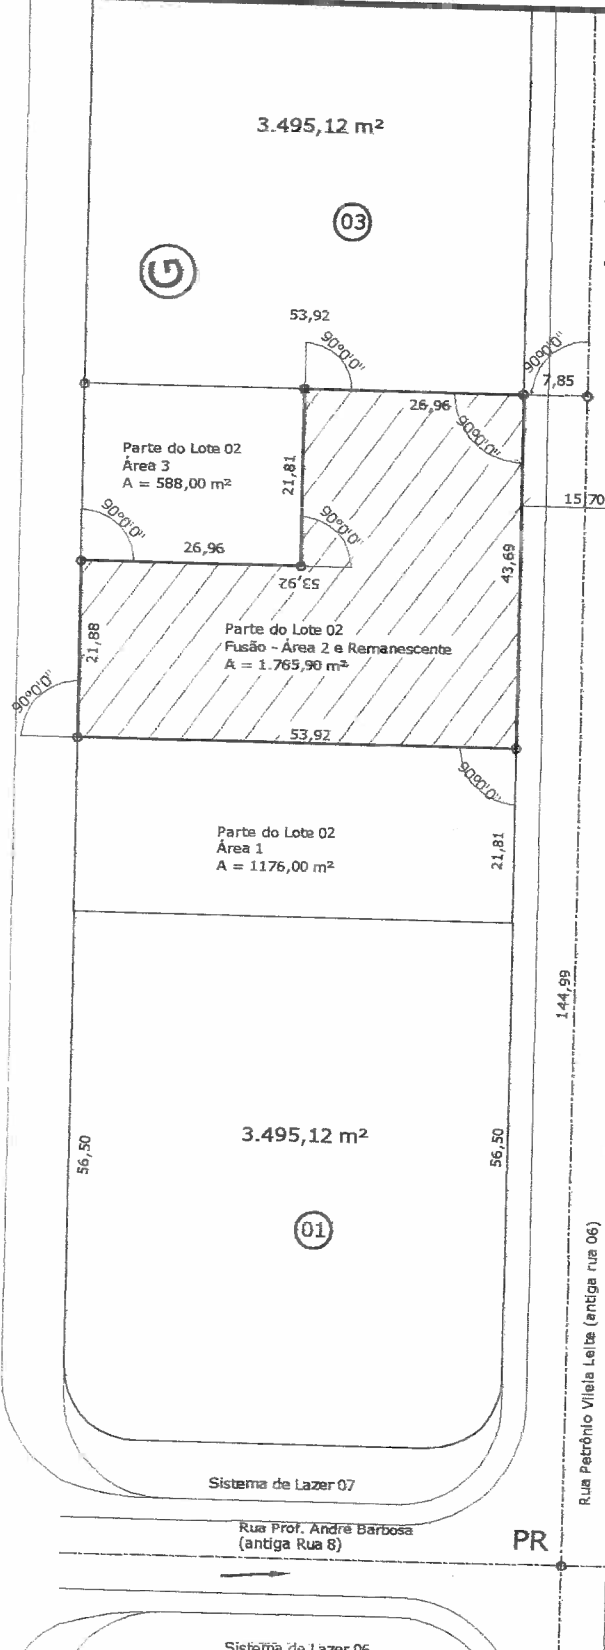 3.495,12 m²
03
G
53,92
90°0'0"
90°0'0"
7,85
26,96
90°0'0"
Parte do Lote 02
Área 3
A = 588,00 m²
21,81
15,70
90°0'0"
90°0'0"
26,96
53,92
43,69
21,88
Parte do Lote 02
Fusão - Área 2 e Remanescente
A = 1.765,90 m²
90°0'0"
53,92
90°0'0"
Parte do Lote 02
Área 1
A = 1176,00 m²
21,81
144,99
56,50
3.495,12 m²
56,50
01
Rua Petrônio Vilela Leite (antiga rua 06)
Sistema de Lazer 07
Rua Prof. André Barbosa
(antiga Rua 8)
PR
Sistema de Lazer 06